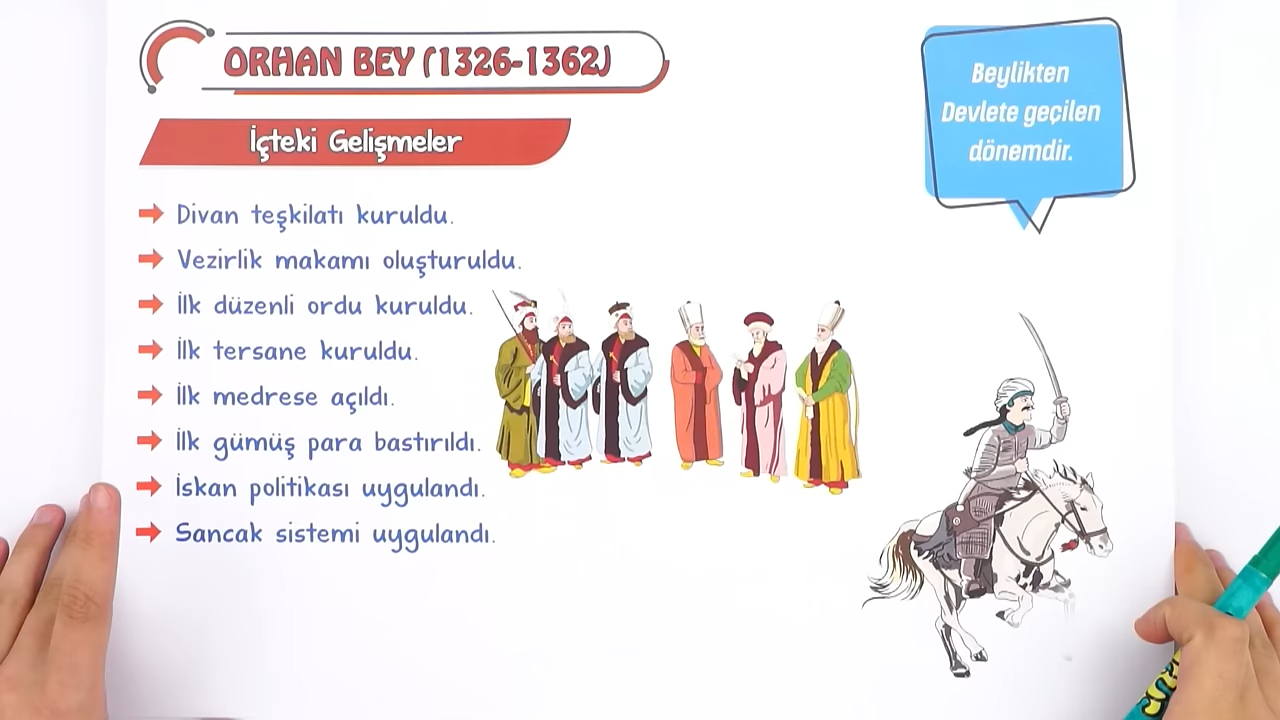 ORHAN BEY (1326-1362)
İçteki Gelişmeler
Divan teşkilatı kuruldu.
Vezirlik makamı oluşturuldu.
İlk düzenli ordu kuruldu.
İlk tersane kuruldu.
İlk medrese açıldı.
İlk gümüş para bastırıldı.
İskan politikası uygulandı.
Sancak sistemi uygulandı.
Beylikten
Devlete geçilen
dönemdir.